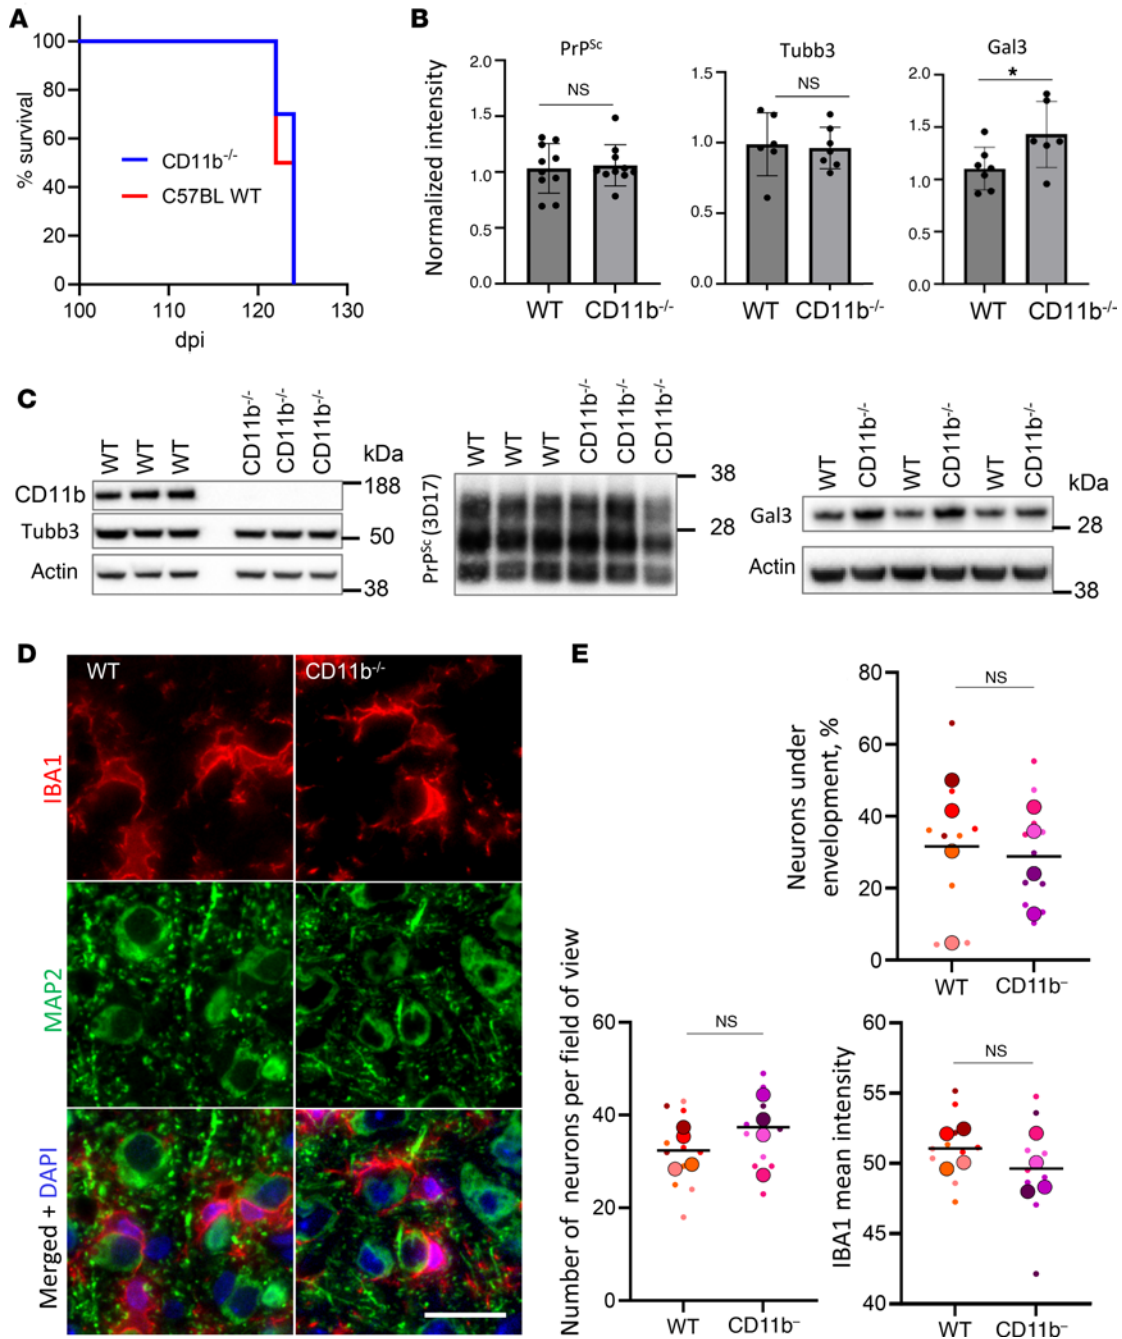 A
100
80
60
40
20
0
% survival
CD11b-/-
C57BL WT
100 110 120 130
dpi
B
Normalized intensity
PrPSc
NS
2.0
1.5
1.0
0.5
0.0
WT CD11b-/-
Tubb3
NS
1.5
1.0
0.5
0.0
WT CD11b-/-
Gal3
*
2.0
1.5
1.0
0.5
0.0
WT CD11b-/-
C
WT WT WT CD11b-/- CD11b-/- CD11b-/- kDa
CD11b 188
Tubb3 50
Actin 38
WT WT WT CD11b-/- CD11b-/- CD11b-/-
PrPSc (3D17)
38
28
WT CD11b-/- WT CD11b-/- WT CD11b-/- kDa
Gal3 28
Actin 38
D
WT CD11b-/-
IBA1
MAP2
Merged + DAPI
E
Neurons under
envelopment, %
NS
80
60
40
20
0
WT CD11b–
Number of neurons per field of view
NS
60
40
20
0
WT CD11b–
IBA1 mean intensity
NS
60
55
50
45
40
WT CD11b–